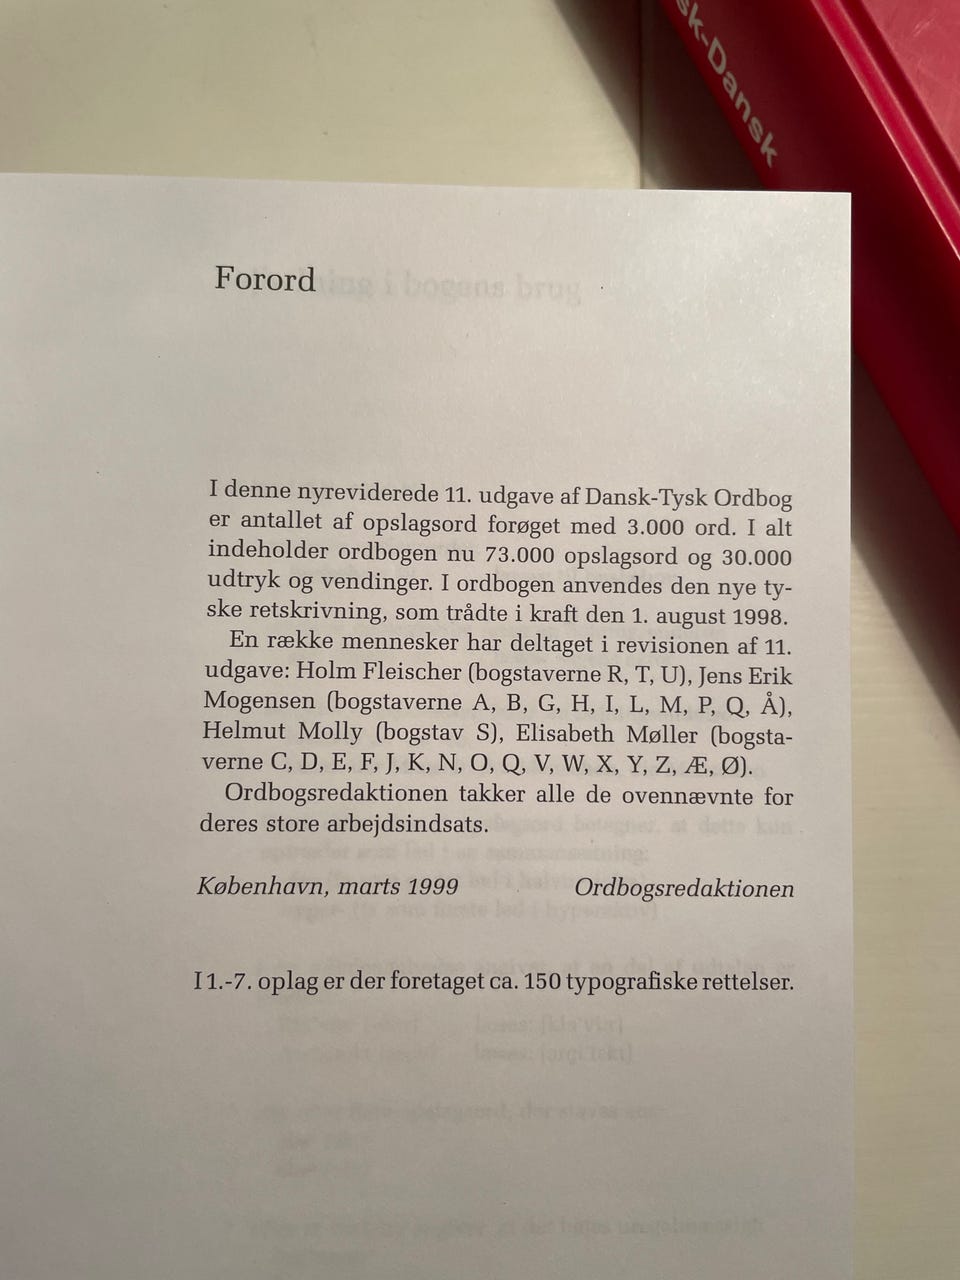 sk-Dansk
Forord
ning i bogens brug
I denne nyreviderede 11. udgave af Dansk-Tysk Ordbog
er antallet af opslagsord forøget med 3.000 ord. I alt
indeholder ordbogen nu 73.000 opslagsord og 30.000
udtryk og vendinger. I ordbogen anvendes den nye ty-
ske retskrivning, som trådte i kraft den 1. august 1998.
En række mennesker har deltaget i revisionen af 11.
udgave: Holm Fleischer (bogstaverne R, T, U), Jens Erik
Mogensen (bogstaverne A, B, G, H, I, L, M, P, Q, Å),
Helmut Molly (bogstav S), Elisabeth Møller (bogsta-
verne C, D, E, F, J, K, N, O, Q, V, W, X, Y, Z, Æ, Ø).
Ordbogsredaktionen takker alle de ovennævnte for
deres store arbejdsindsats.
København, marts 1999 Ordbogsredaktionen
I 1.-7. oplag er der foretaget ca. 150 typografiske rettelser.